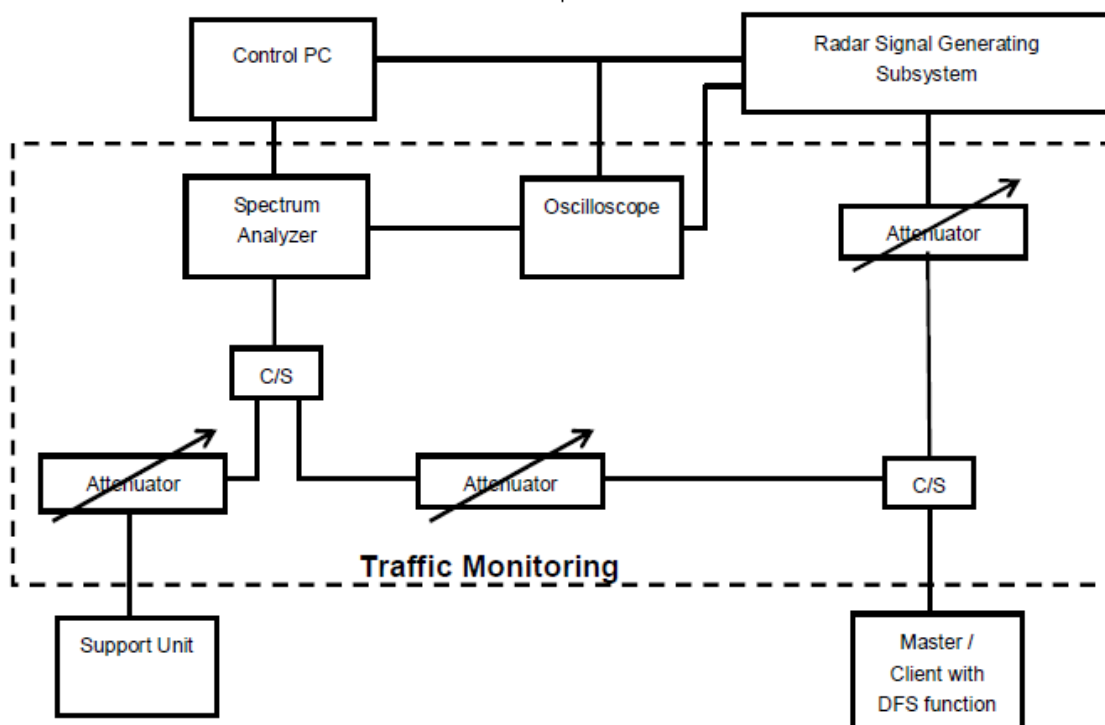 Control PC
Radar Signal Generating
Subsystem
Spectrum
Analyzer
Oscilloscope
Attenuator
C/S
Attenuator
Attenuator
C/S
Traffic Monitoring
Support Unit
Master /
Client with
DFS function